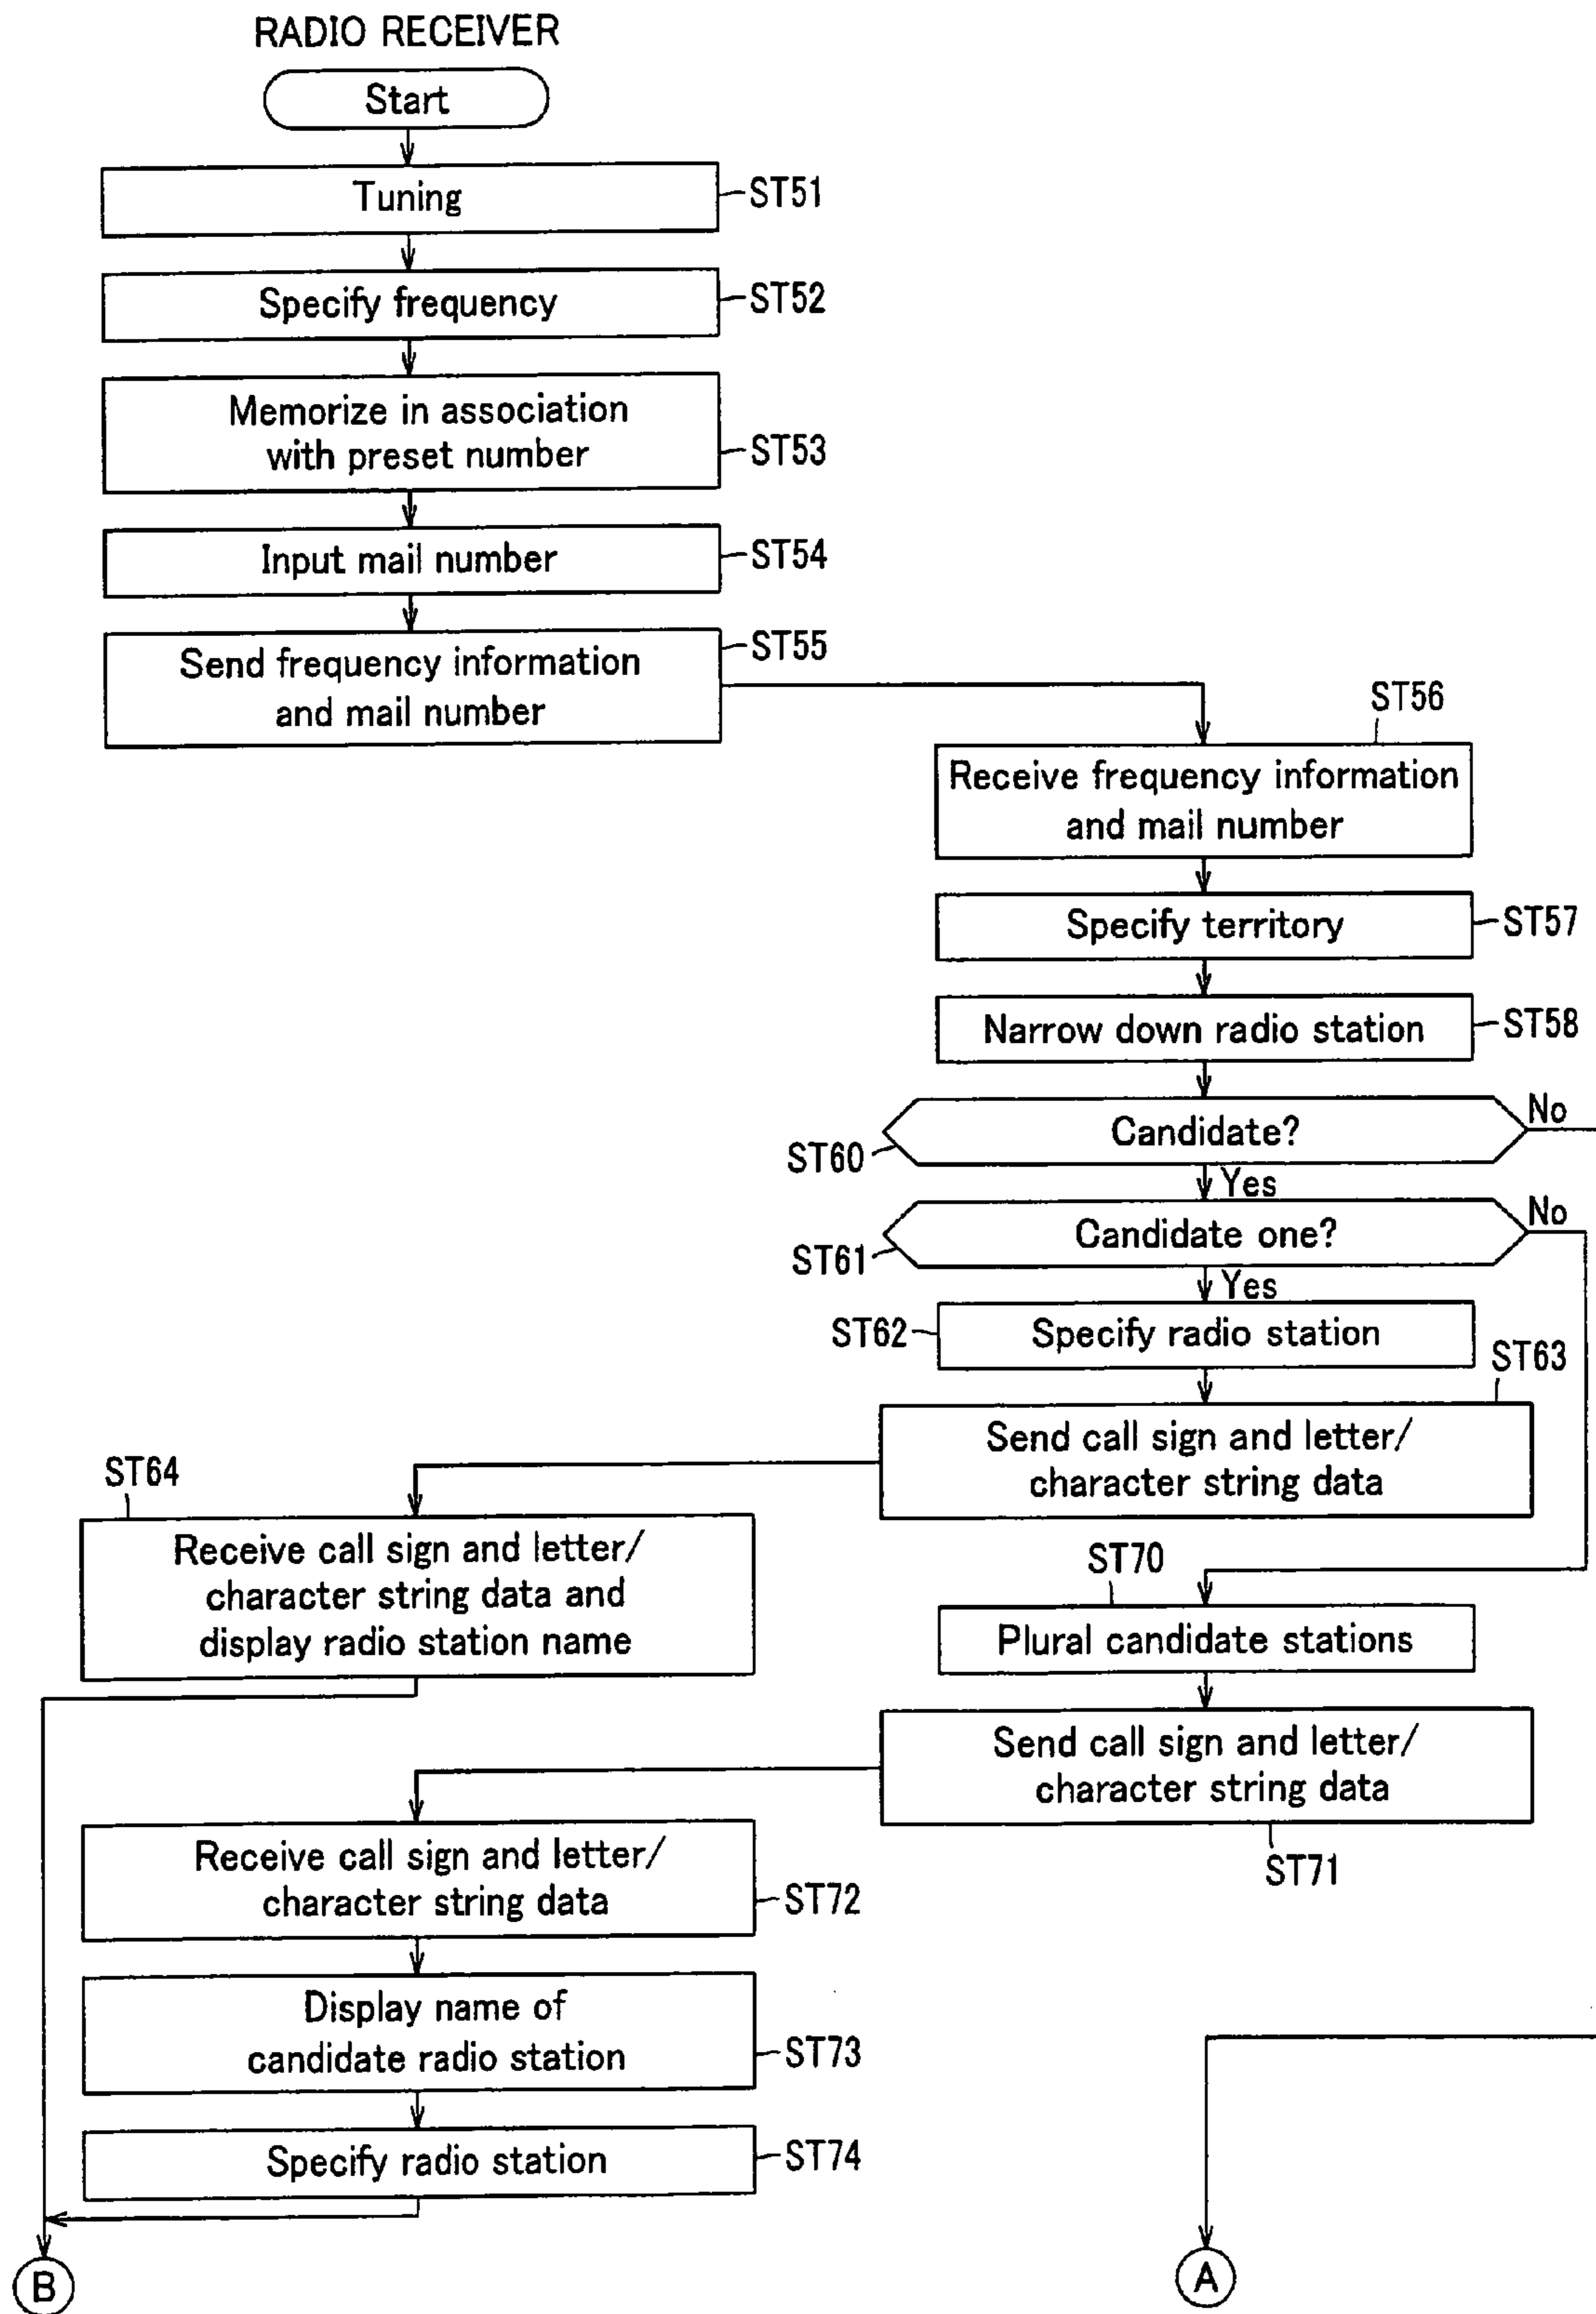 RADIO RECEIVER
Start
Tuning
ST51
Specify frequency
ST52
Memorize in association
with preset number
ST53
Input mail number
ST54
Send frequency information
and mail number
ST55
ST56
Receive frequency information
and mail number
Specify territory
ST57
Narrow down radio station
ST58
Candidate?
No
ST60
Yes
Candidate one?
No
ST61
Yes
ST62
Specify radio station
ST63
Send call sign and letter/
character string data
ST64
Receive call sign and letter/
character string data and
display radio station name
ST70
Plural candidate stations
Send call sign and letter/
character string data
ST71
Receive call sign and letter/
character string data
ST72
Display name of
candidate radio station
ST73
Specify radio station
ST74
B
A